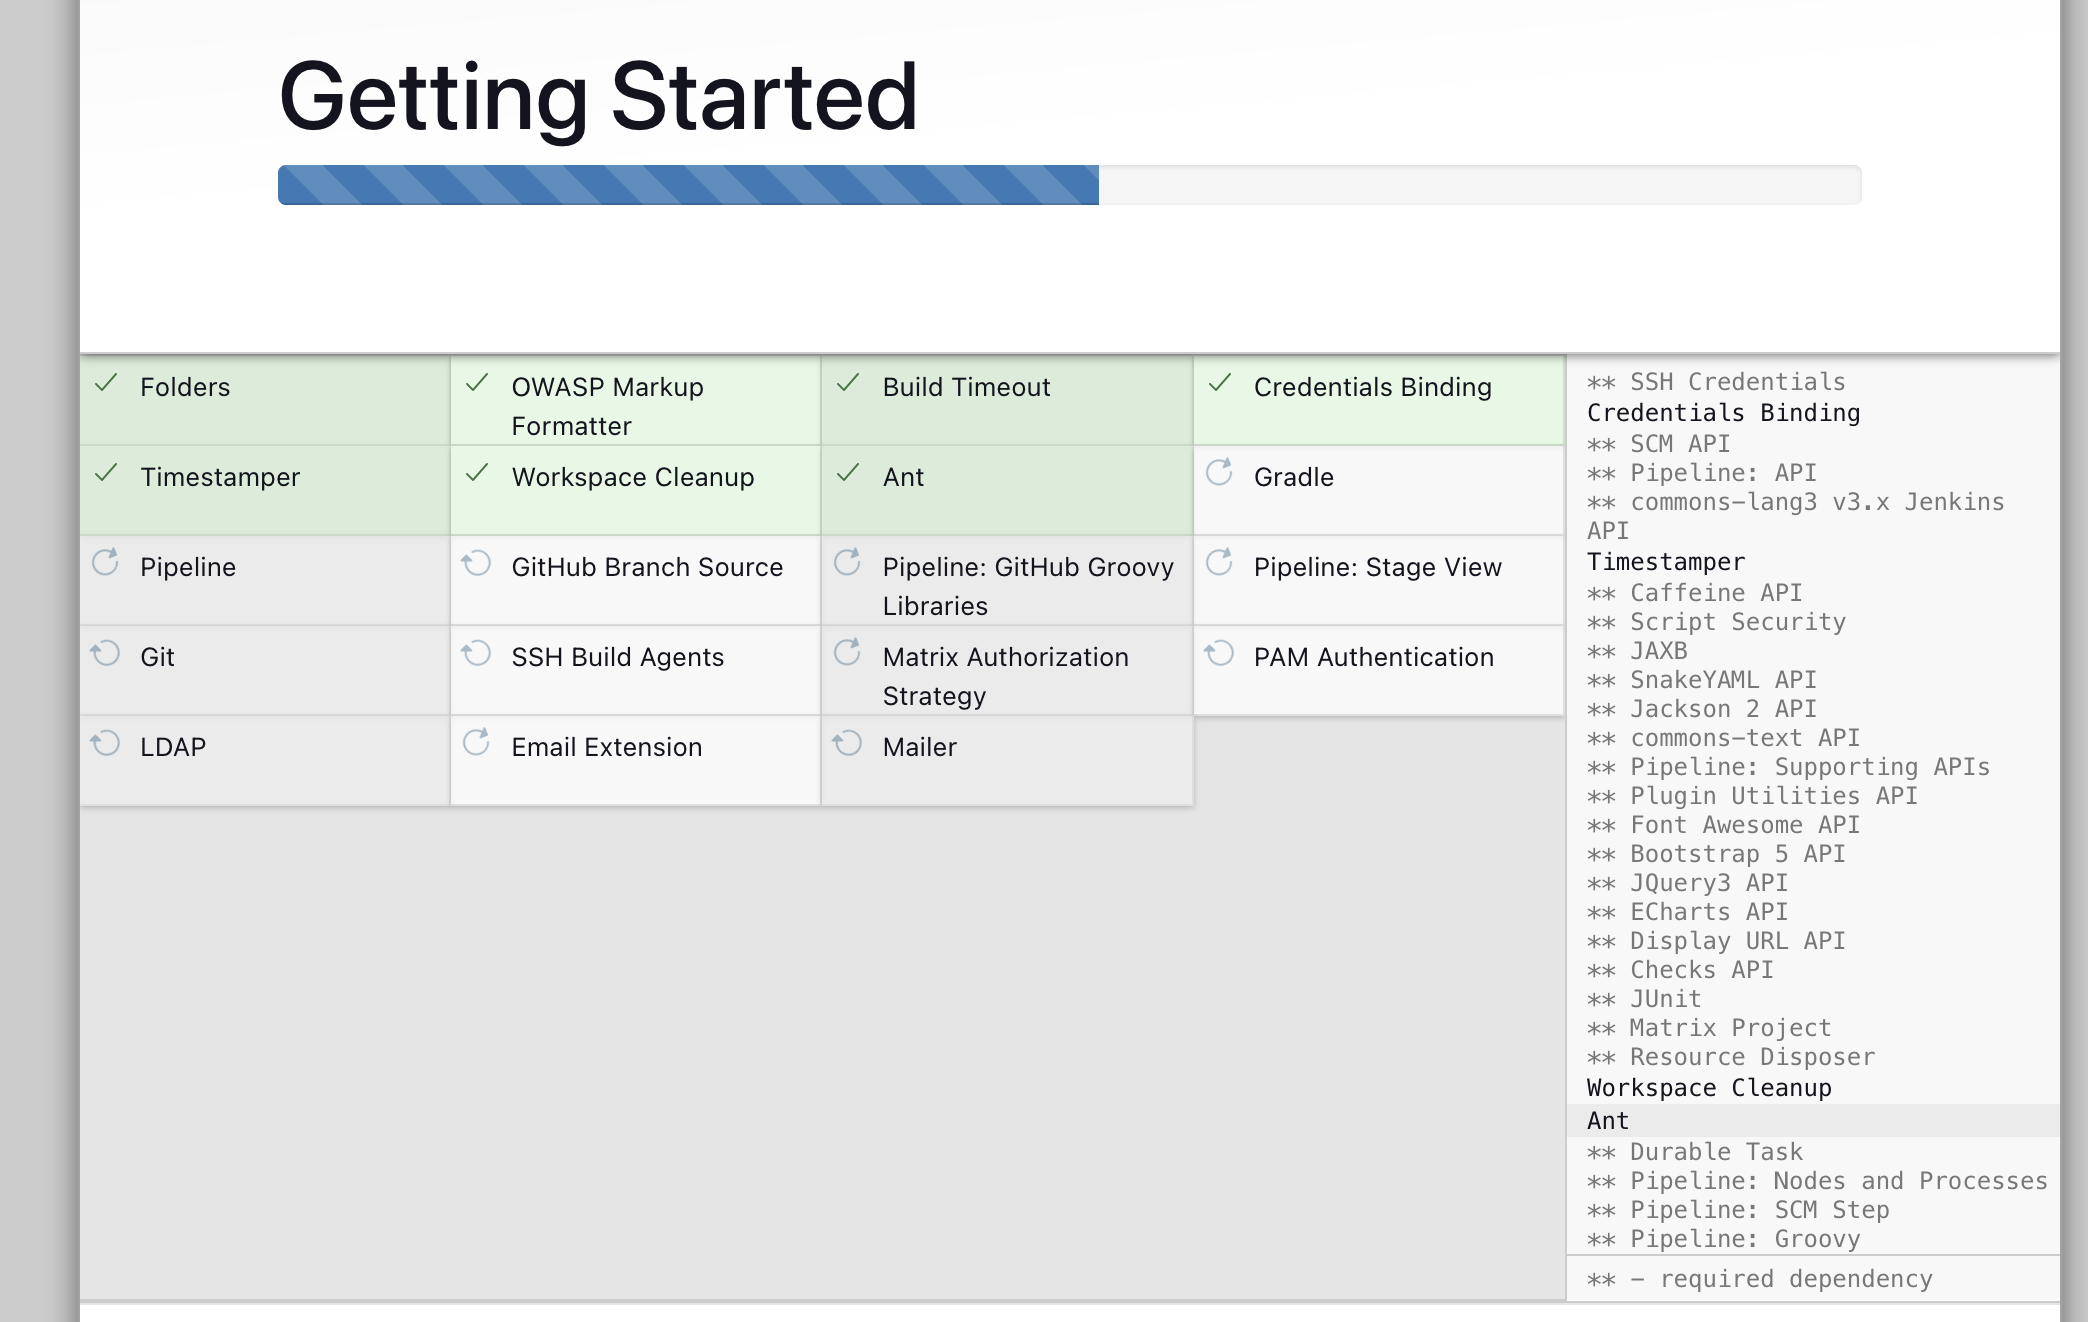 Getting Started
Folders
OWASP Markup
Formatter
Build Timeout
Credentials Binding
Timestamper
Workspace Cleanup
Ant
Gradle
Pipeline
GitHub Branch Source
Pipeline: GitHub Groovy
Libraries
Pipeline: Stage View
Git
SSH Build Agents
Matrix Authorization
Strategy
PAM Authentication
LDAP
Email Extension
Mailer
** SSH Credentials
Credentials Binding
** SCM API
** Pipeline: API
** commons-lang3 v3.x Jenkins
API
Timestamper
** Caffeine API
** Script Security
** JAXB
** SnakeYAML API
** Jackson 2 API
** commons-text API
** Pipeline: Supporting APIs
** Plugin Utilities API
** Font Awesome API
** Bootstrap 5 API
** JQuery3 API
** ECharts API
** Display URL API
** Checks API
** JUnit
** Matrix Project
** Resource Disposer
Workspace Cleanup
Ant
** Durable Task
** Pipeline: Nodes and Processes
** Pipeline: SCM Step
** Pipeline: Groovy
** - required dependency